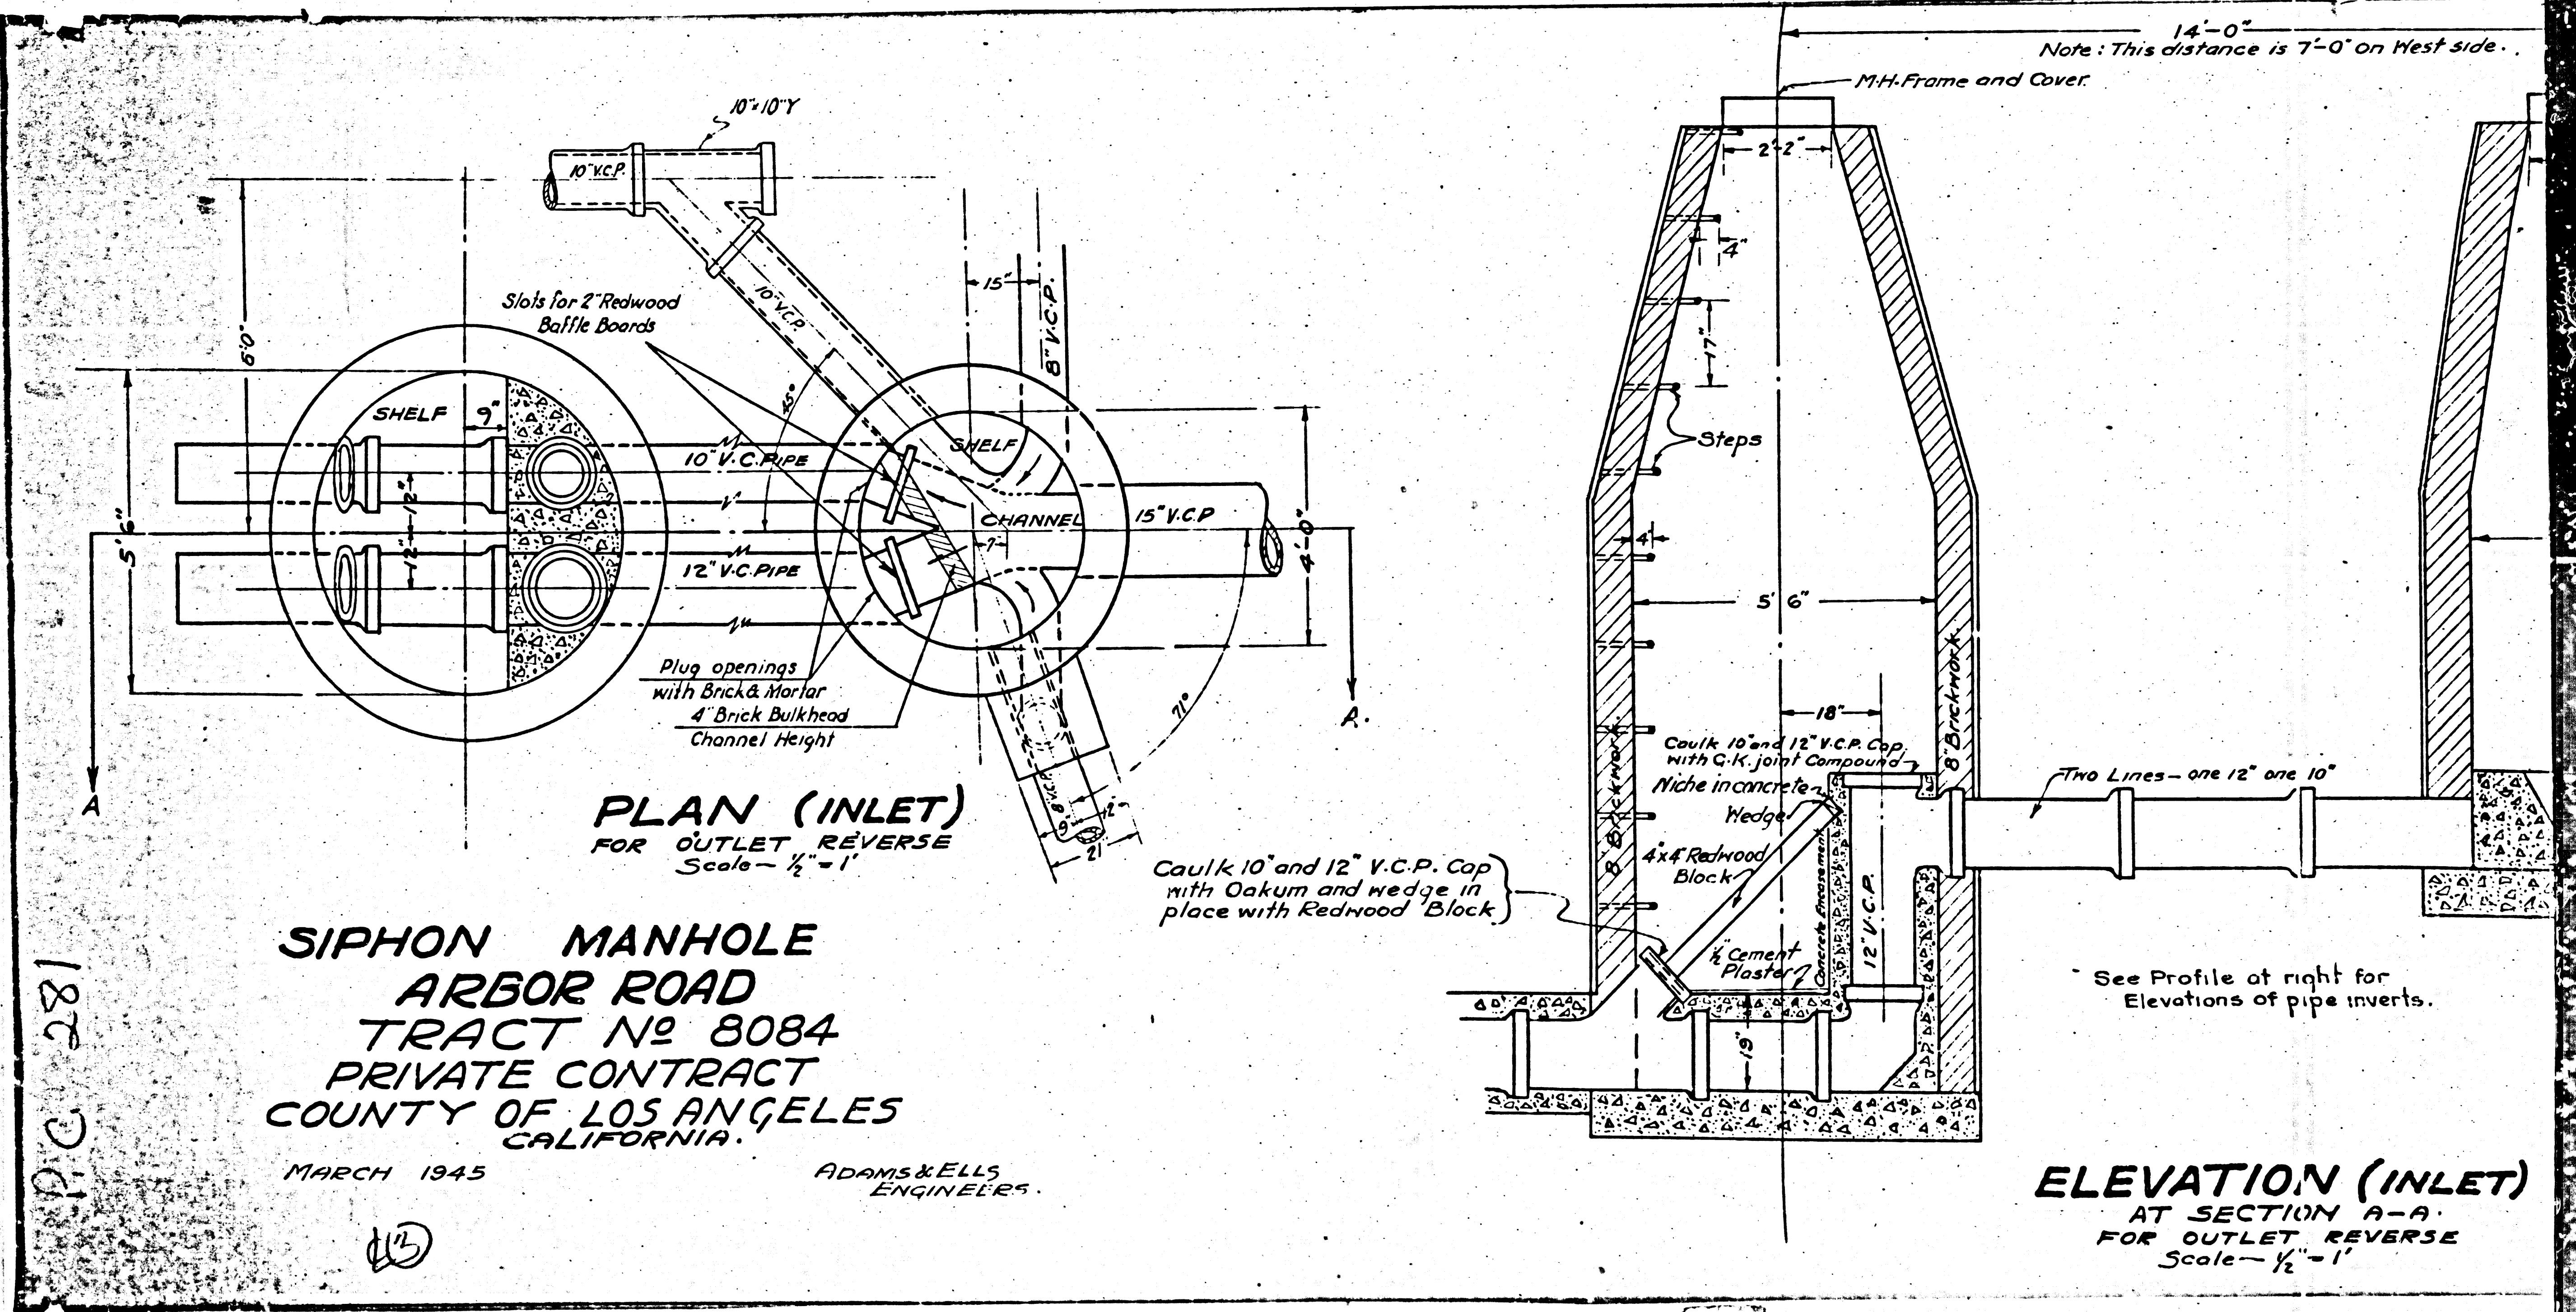 14'-0"
Note: This distance is 7'-0" on West side.
M.H. Frame and Cover.
10"x10"Y
10" V.C.P.
2'-2"
4"
15"
8" V.C.P.
10" V.C.P.
Slots for 2" Redwood
Baffle Boards
6'-0"
17"
45°
SHELF
9"
SHELF
Steps
10" V.C. PIPE
12"
12"
5'6"
CHANNEL
15" V.C.P
7"
4'-0"
4"
12" V.C. PIPE
5' 6"
Plug openings
with Brick & Mortar
4" Brick Bulkhead
Channel Height
71°
A.
A
18"
8" Brickwork.
8" Brickwork.
Caulk 10" and 12" V.C.P. Cap
with G.K. joint Compound
Niche in concrete
Wedge
Two Lines - one 12" one 10"
4"x4" Redwood
Block
Concrete Encasement
12" V.C.P.
½" Cement
Plaster
19"
8" V.C.P.
9"
12"
21"
PLAN (INLET)
FOR OUTLET REVERSE
Scale - ½" = 1'
Caulk 10" and 12" V.C.P. Cap
with Oakum and wedge in
place with Redwood Block
See Profile at right for
Elevations of pipe inverts.
SIPHON MANHOLE
ARBOR ROAD
TRACT Nº 8084
PRIVATE CONTRACT
COUNTY OF LOS ANGELES
CALIFORNIA.
MARCH 1945
ADAMS & ELLS
ENGINEERS.
P.C 281
ELEVATION (INLET)
AT SECTION A-A.
FOR OUTLET REVERSE
Scale - ½" = 1'